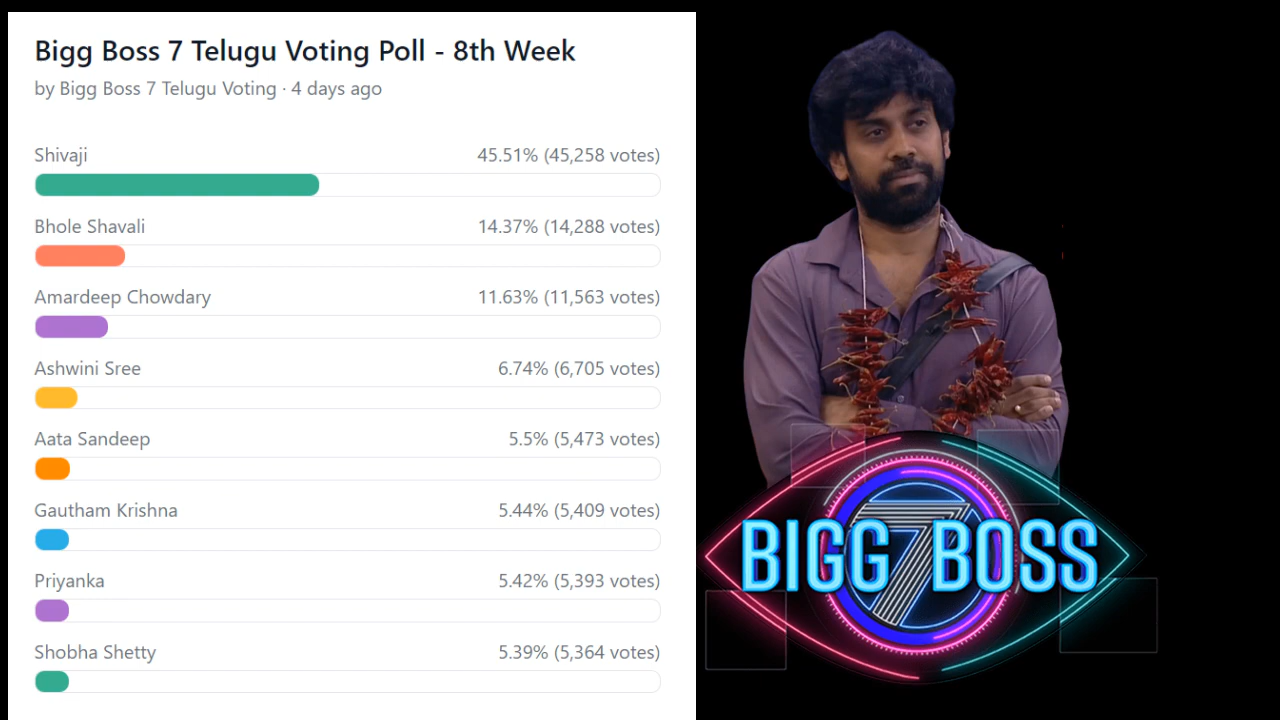 Bigg Boss 7 Telugu Voting Poll - 8th Week
by Bigg Boss 7 Telugu Voting · 4 days ago
Shivaji 45.51% (45,258 votes)
Bhole Shavali 14.37% (14,288 votes)
Amardeep Chowdary 11.63% (11,563 votes)
Ashwini Sree 6.74% (6,705 votes)
Aata Sandeep 5.5% (5,473 votes)
Gautham Krishna 5.44% (5,409 votes)
Priyanka 5.42% (5,393 votes)
Shobha Shetty 5.39% (5,364 votes)
BIGG 7 BOSS